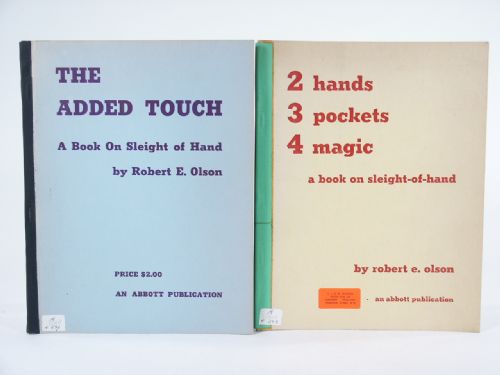 THE
ADDED TOUCH
A Book On Sleight of Hand
by Robert E. Olson
PRICE $2.00
AN ABBOTT PUBLICATION
2 hands
3 pockets
4 magic
a book on sleight-of-hand
by robert e. olson
an abbott publication